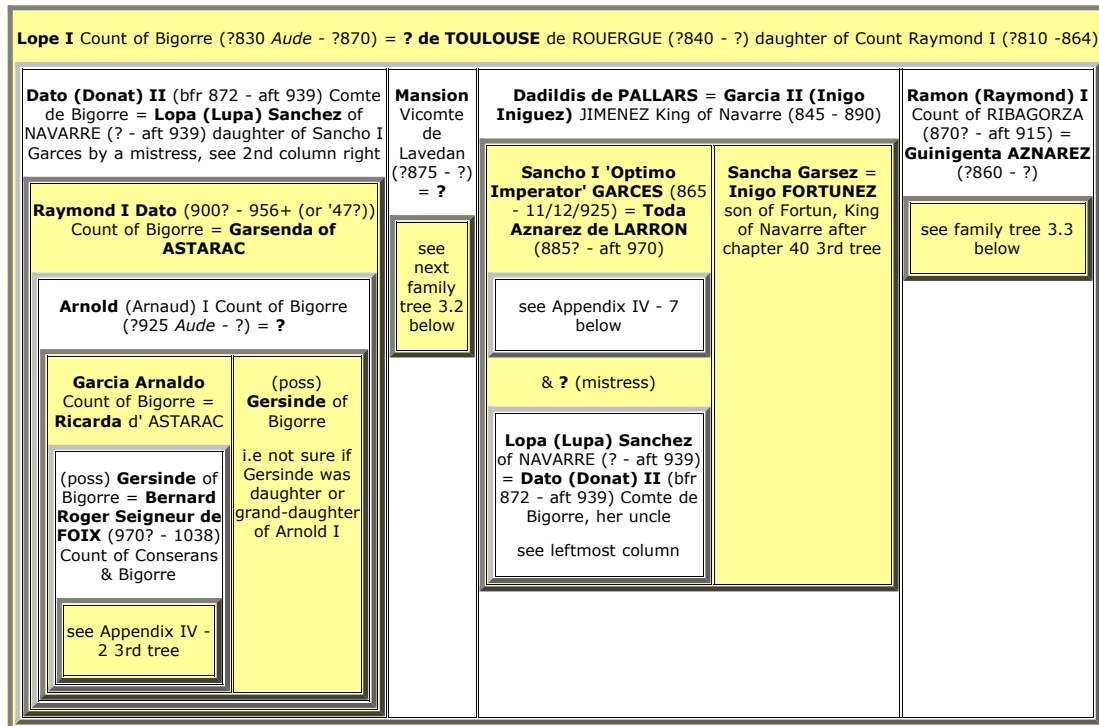 Lope I Count of Bigorre (?830 Aude - ?870) = ? de TOULOUSE de ROUERGUE (?840 - ?) daughter of Count Raymond I (?810 -864)
Dato (Donat) II (bfr 872 - aft 939) Comte
de Bigorre = Lopa (Lupa) Sanchez of
NAVARRE (? - aft 939) daughter of Sancho I
Garces by a mistress, see 2nd column right
Raymond I Dato (900? - 956+ (or '47?))
Count of Bigorre = Garsenda of
ASTARAC
Arnold (Arnaud) I Count of Bigorre
(?925 Aude - ?) = ?
Garcia Arnaldo
Count of Bigorre =
Ricarda d' ASTARAC
(poss) Gersinde of
Bigorre = Bernard
Roger Seigneur de
FOIX (970? - 1038)
Count of Conserans
& Bigorre
see Appendix IV -
2 3rd tree
(poss)
Gersinde of
Bigorre
i.e not sure if
Gersinde was
daughter or
grand-daughter
of Arnold I
Mansion
Vicomte
de
Lavedan
(?875 - ?)
= ?
see
next
family
tree 3.2
below
Dadildis de PALLARS = Garcia II (Inigo
Iniguez) JIMENEZ King of Navarre (845 - 890)
Sancho I 'Optimo
Imperator' GARCES (865
- 11/12/925) = Toda
Aznarez de LARRON
(885? - aft 970)
see Appendix IV - 7
below
& ? (mistress)
Lopa (Lupa) Sanchez
of NAVARRE (? - aft 939)
= Dato (Donat) II (bfr
872 - aft 939) Comte de
Bigorre, her uncle
see leftmost column
Sancha Garsez =
Inigo FORTUNEZ
son of Fortun, King
of Navarre after
chapter 40 3rd tree
Ramon (Raymond) I
Count of RIBAGORZA
(870? - aft 915) =
Guinigenta AZNAREZ
(?860 - ?)
see family tree 3.3
below